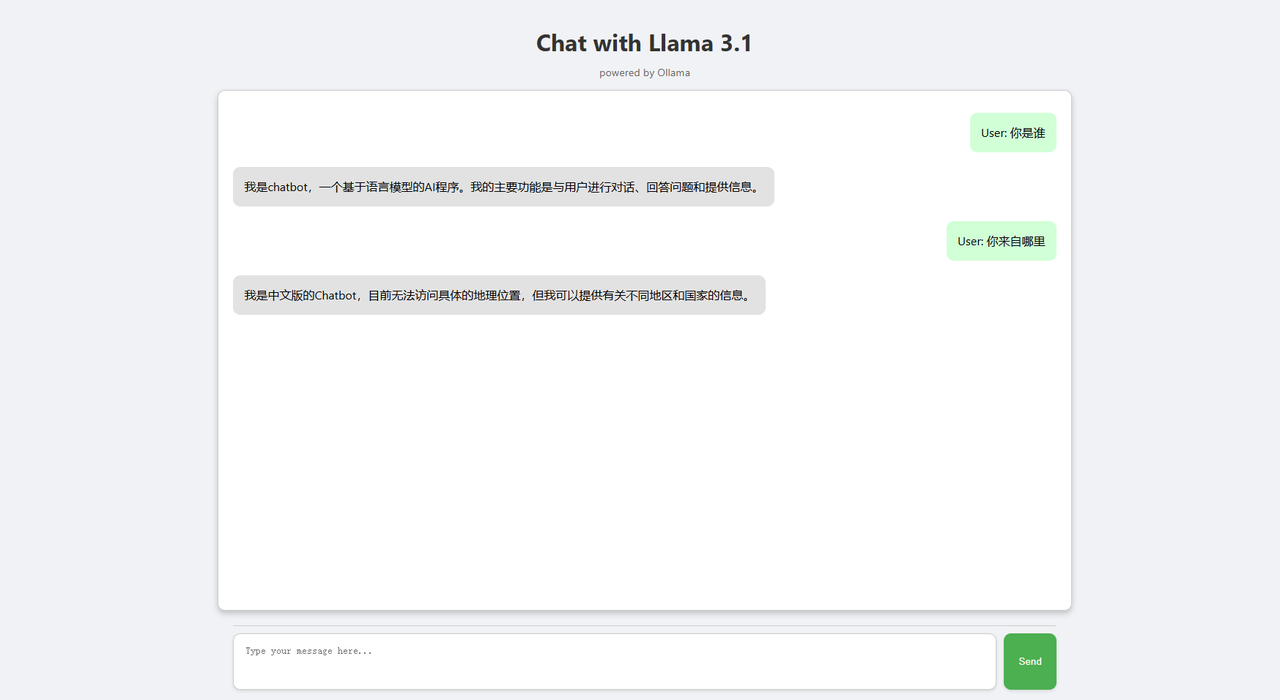 Chat with Llama 3.1
powered by Ollama
User: 你是谁
我是chatbot，一个基于语言模型的AI程序。我的主要功能是与用户进行对话、回答问题和提供信息。
User: 你来自哪里
我是中文版的Chatbot，目前无法访问具体的地理位置，但我可以提供有关不同地区和国家的信息。
Type your message here...
Send